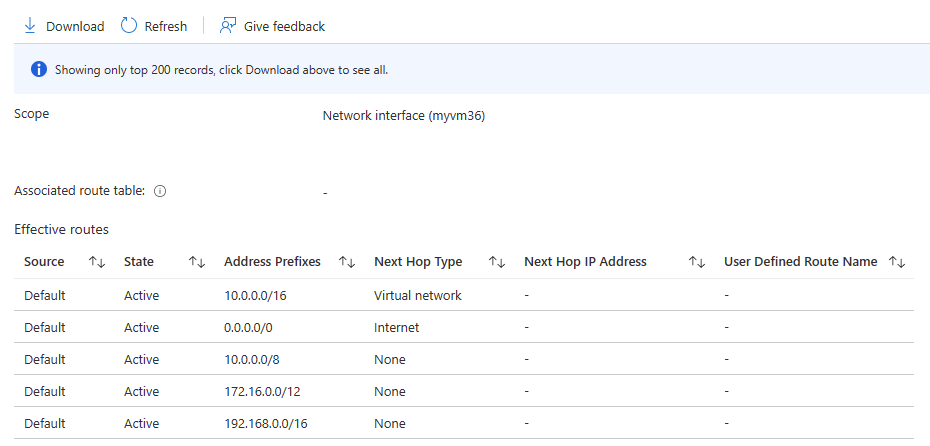 Download Refresh Give feedback
Showing only top 200 records, click Download above to see all.
Scope Network interface (myvm36)
Associated route table: -
Effective routes
Source State Address Prefixes Next Hop Type Next Hop IP Address User Defined Route Name
Default Active 10.0.0.0/16 Virtual network - -
Default Active 0.0.0.0/0 Internet - -
Default Active 10.0.0.0/8 None - -
Default Active 172.16.0.0/12 None - -
Default Active 192.168.0.0/16 None - -